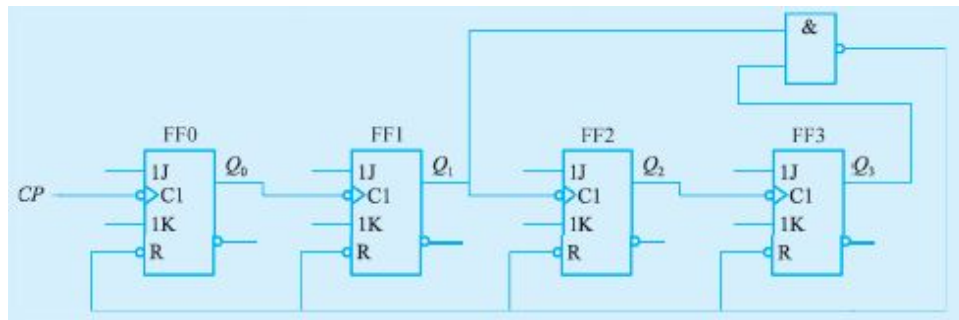 &
FF0 FF1 FF2 FF3
1J Q₀ 1J Q₁ 1J Q₂ 1J Q₃
CP C1 C1 C1 C1
1K 1K 1K 1K
R R R R